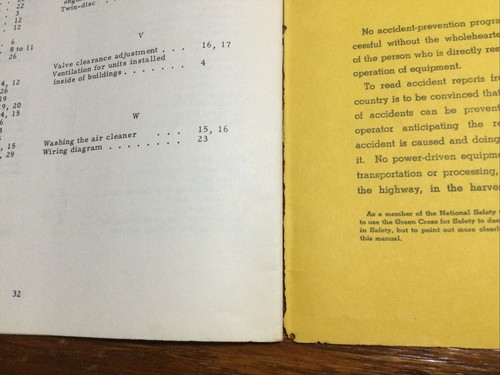 22
3
12
12
6
8 to 11
26
4, 12
26
19
19, 20
4, 15
6
8
, 15
, 29
Twin-disc
V
Valve clearance adjustment . . . 16, 17
Ventilation for units installed
inside of buildings . . . . . . . . 4
W
Washing the air cleaner . . . 15, 16
Wiring diagram . . . . . . . . 23
32
No accident-prevention progra
cessful without the wholehearte
of the person who is directly res
operation of equipment.
To read accident reports fr
country is to be convinced that
of accidents can be prevent
operator anticipating the re
accident is caused and doing
it. No power-driven equipme
transportation or processing,
the highway, in the harves
As a member of the National Safety
to use the Green Cross for Safety to des
in Safety, but to point out more clearl
this manual.